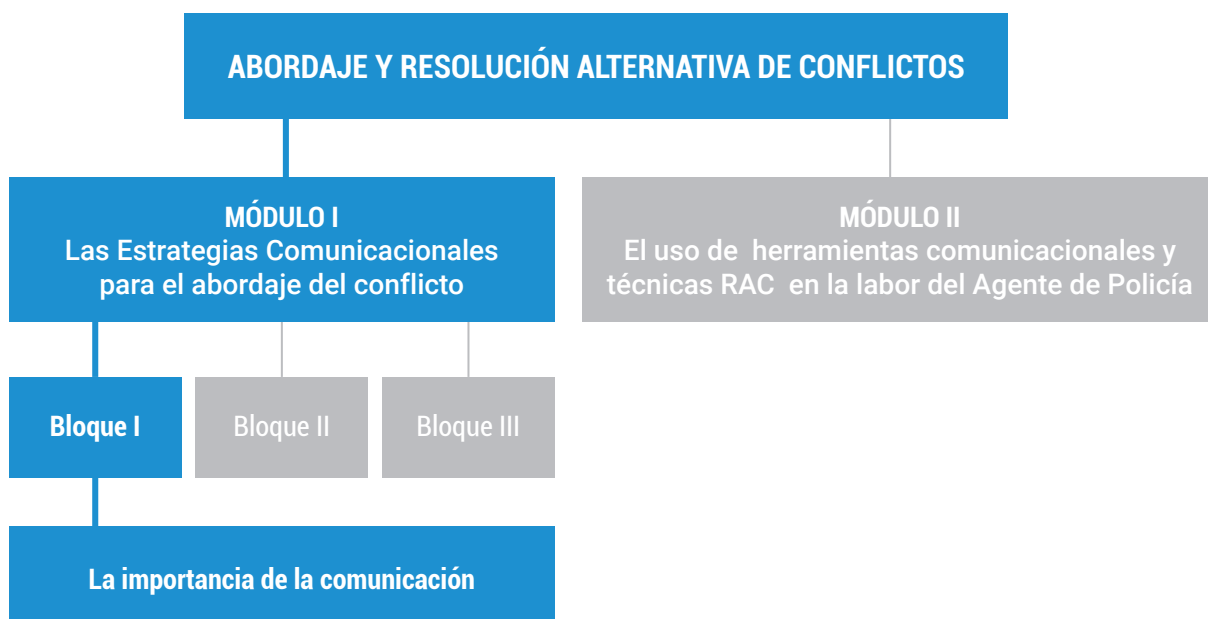 ABORDAJE Y RESOLUCIÓN ALTERNATIVA DE CONFLICTOS
MÓDULO I
Las Estrategias Comunicacionales
para el abordaje del conflicto
MÓDULO II
El uso de herramientas comunicacionales y
técnicas RAC en la labor del Agente de Policía
Bloque I
Bloque II
Bloque III
La importancia de la comunicación